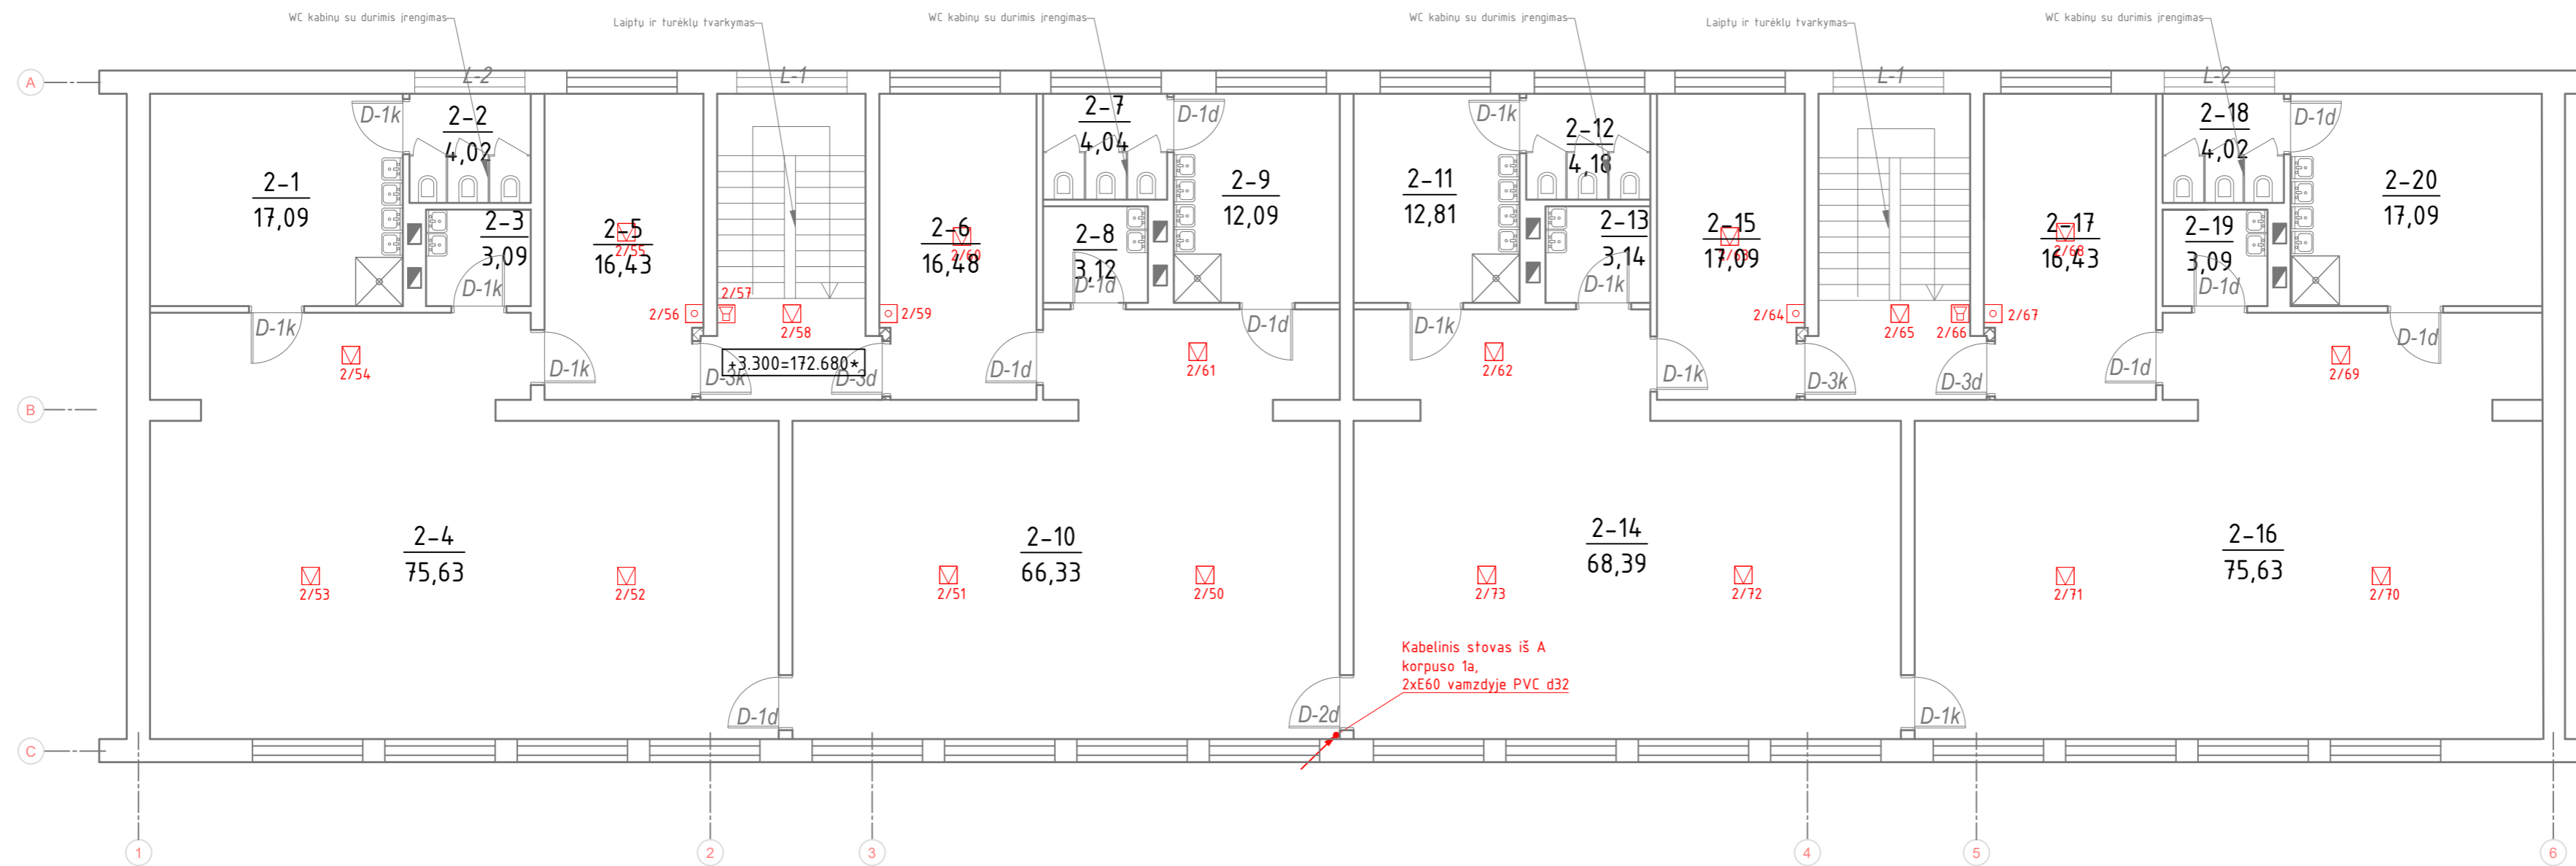 WC kabinų su durimis įrengimas
Laiptų ir turėklų tvarkymas
WC kabinų su durimis įrengimas
WC kabinų su durimis įrengimas
Laiptų ir turėklų tvarkymas
WC kabinų su durimis įrengimas
A
L-2
L-1
L-1
L-2
D-1k
2-2
4,02
2-7
4,04
D-1d
D-1k
2-12
4,18
2-18
4,02
D-1d
2-1
17,09
2-3
3,09
D-1k
2-5
16,43
2/55
2-6
16,48
2/60
2-8
3,12
D-1d
2-9
12,09
2-11
12,81
2-13
3,14
D-1k
2-15
17,09
2/63
2-17
16,43
2/68
2-19
3,09
D-1d
2-20
17,09
2/56
2/57
2/58
2/59
2/64
2/65
2/66
2/67
D-1k
2/54
D-1k
D-3k
+3.300=172.680*
D-3d
D-1d
2/61
D-1d
D-1k
2/62
D-1k
D-3k
D-3d
D-1d
2/69
D-1d
B
2-4
75,63
2-10
66,33
2-14
68,39
2-16
75,63
2/53
2/52
2/51
2/50
2/73
2/72
2/71
2/70
Kabelinis stovas iš A
korpuso 1a,
2xE60 vamzdyje PVC d32
D-1d
D-2d
D-1k
C
1
2
3
4
5
6